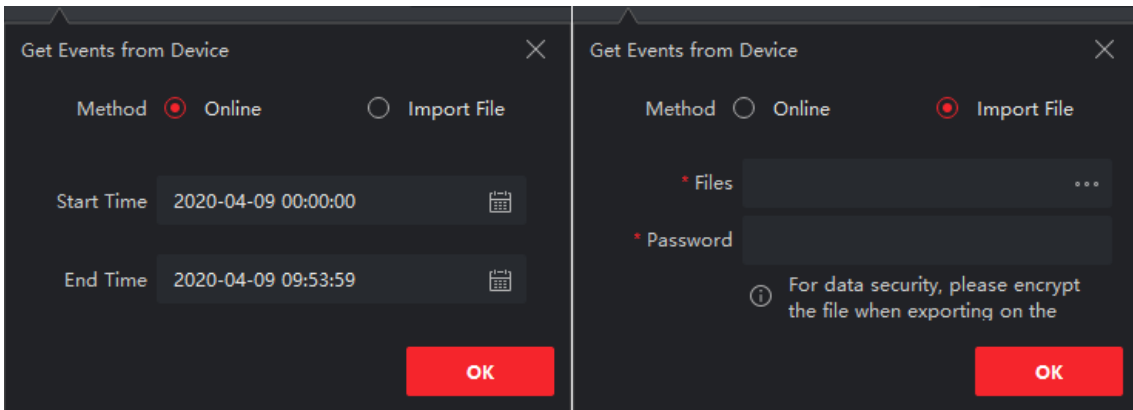 Get Events from Device
Method Online Import File
Start Time 2020-04-09 00:00:00
End Time 2020-04-09 09:53:59
OK
Get Events from Device
Method Online Import File
* Files
* Password
For data security, please encrypt
the file when exporting on the
OK